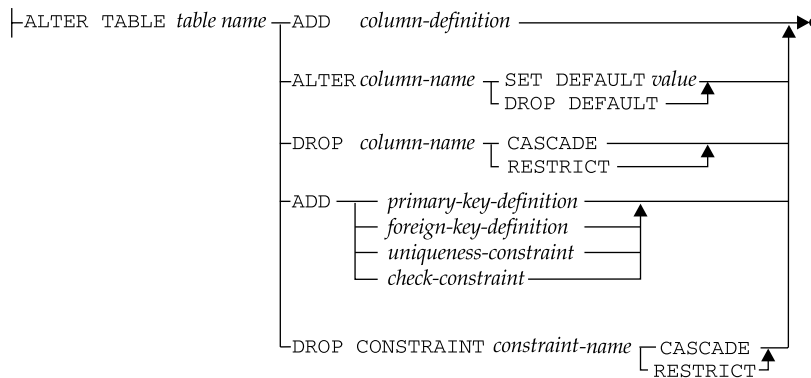 ALTER TABLE table name ADD column-definition
ALTER column-name SET DEFAULT value
DROP DEFAULT
DROP column-name CASCADE
RESTRICT
ADD primary-key-definition
foreign-key-definition
uniqueness-constraint
check-constraint
DROP CONSTRAINT constraint-name CASCADE
RESTRICT